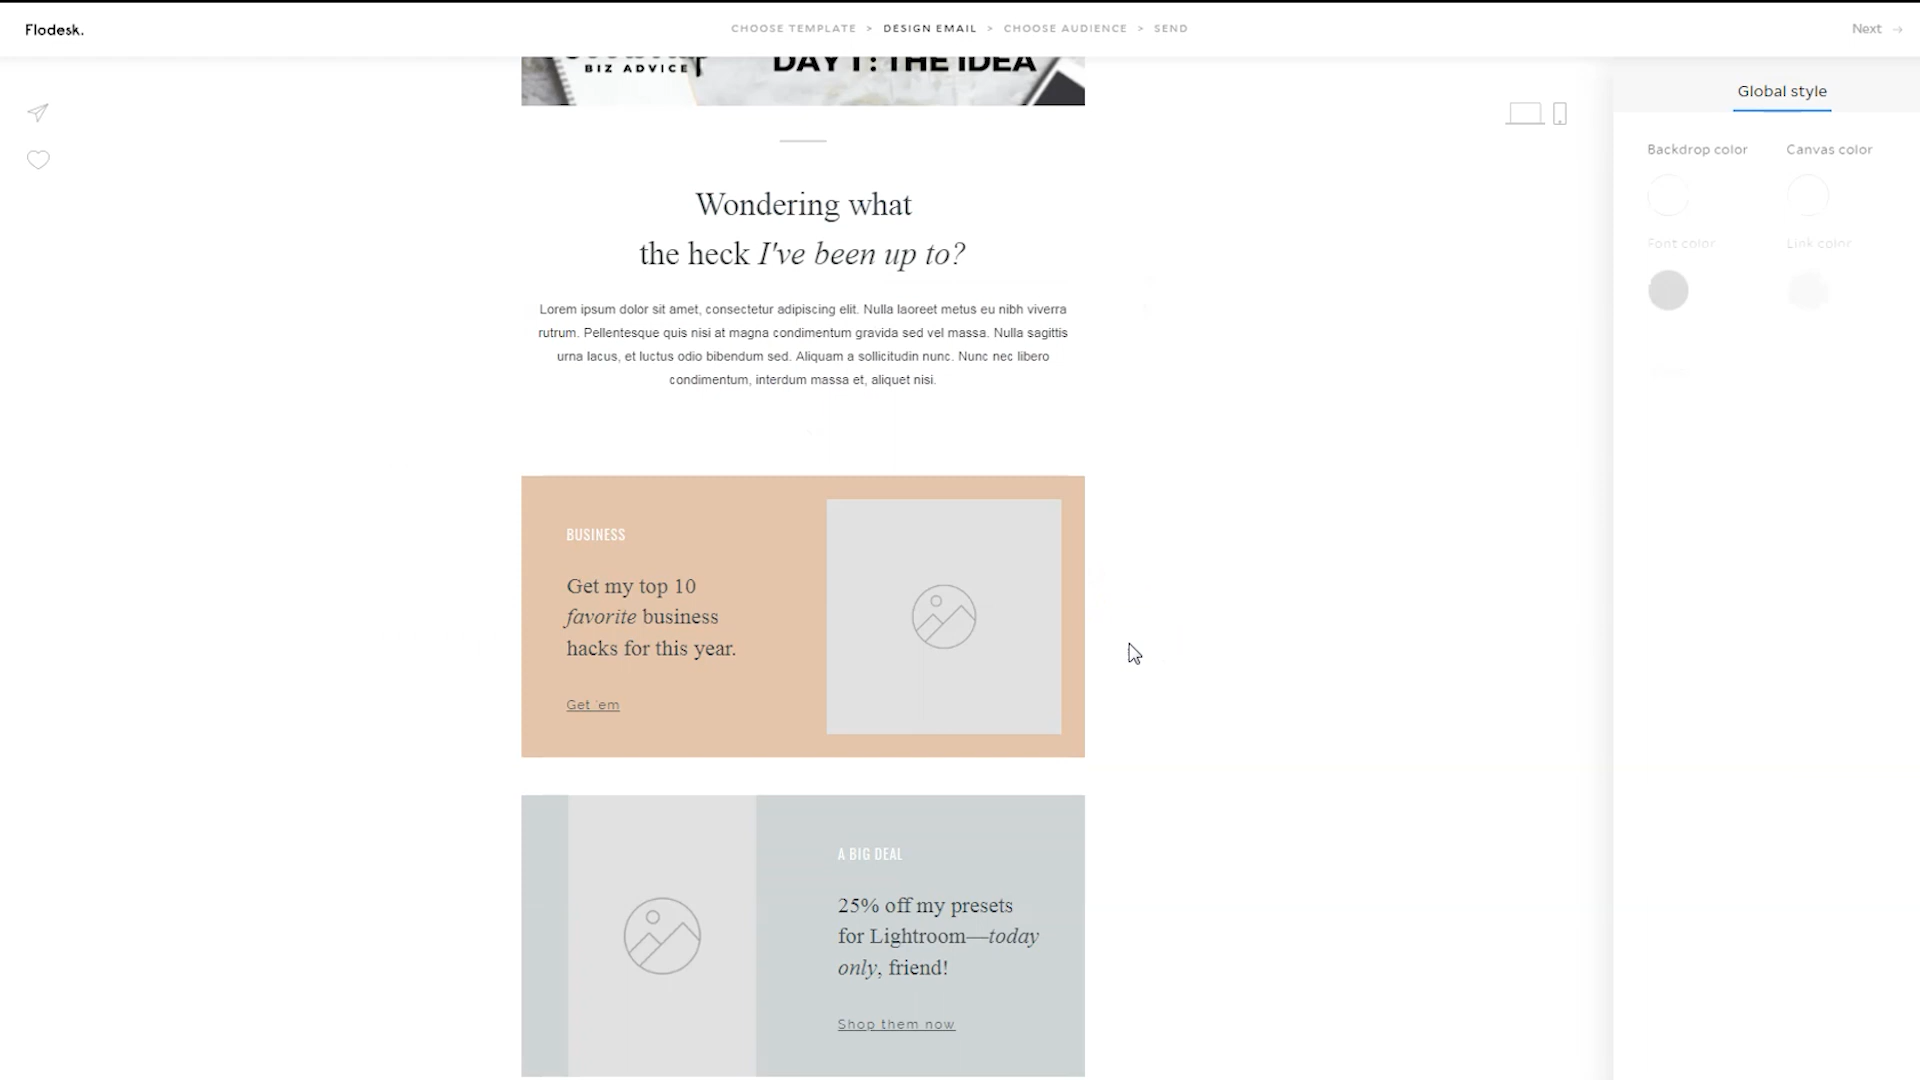 Flodesk.
CHOOSE TEMPLATE > DESIGN EMAIL > CHOOSE AUDIENCE > SEND
Next →
BIZ ADVICE
DAY 1: THE IDEA
Global style
Backdrop color
Canvas color
Font color
Link color
Wondering what
the heck I've been up to?
Lorem ipsum dolor sit amet, consectetur adipiscing elit. Nulla laoreet metus eu nibh viverra
rutrum. Pellentesque quis nisi at magna condimentum gravida sed vel massa. Nulla sagittis
urna lacus, et luctus odio bibendum sed. Aliquam a sollicitudin nunc. Nunc nec libero
condimentum, interdum massa et, aliquet nisi.
BUSINESS
Get my top 10
favorite business
hacks for this year.
Get 'em
A BIG DEAL
25% off my presets
for Lightroom—today
only, friend!
Shop them now